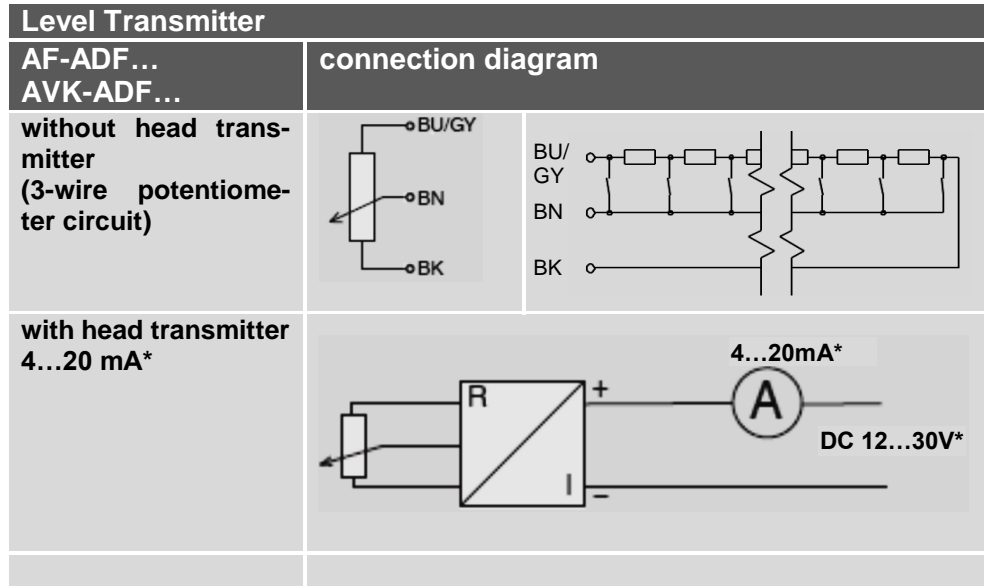 Level Transmitter
AF-ADF…
AVK-ADF…
connection diagram
without head trans-
mitter
(3-wire potentiome-
ter circuit)
BU/GY
BN
BK
BU/
GY
BN
BK
with head transmitter
4…20 mA*
R
I
+
–
4…20mA*
A
DC 12…30V*